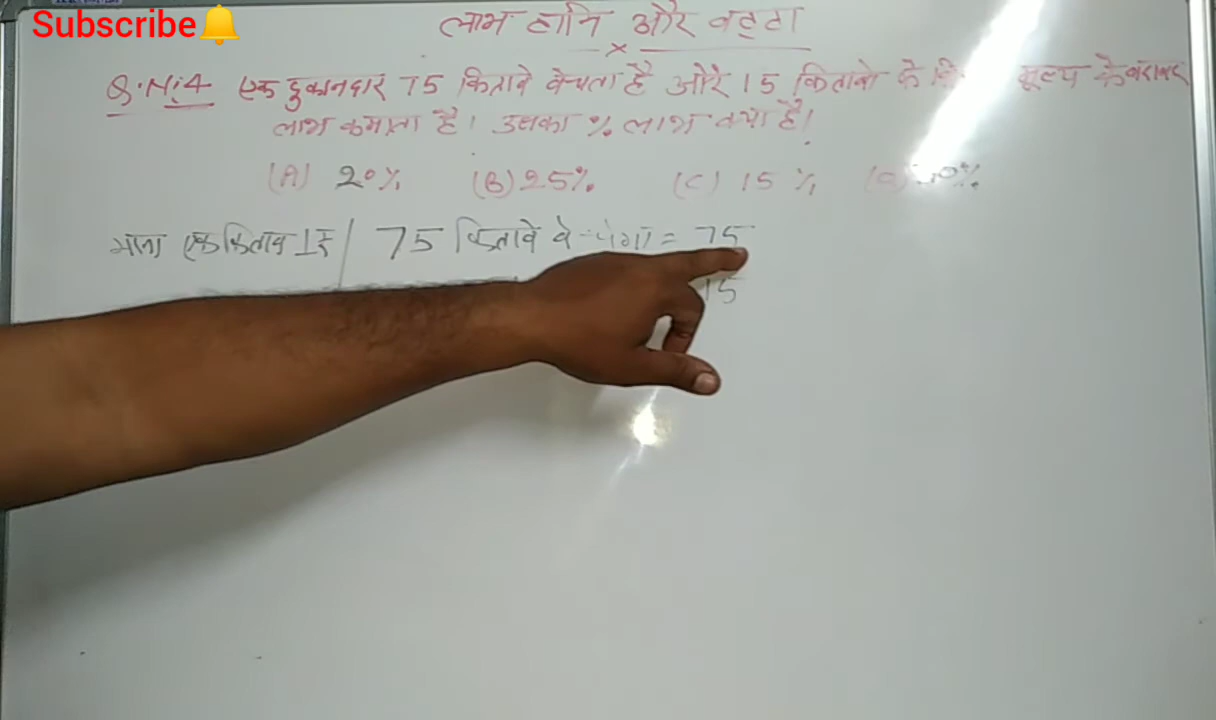 Subscribe🔔
लाभ हानि और बट्टा
Q.N:4 एक दुकानदार 75 किताबे बेचता है और 15 किताबो के मूल्य के बराबर
लाभ कमाता है। उसका % लाभ क्या है।
(A) 20% (B) 25% (C) 15%
माना एक किताब 1रु 75 किताबे बेचेगा = 75
15